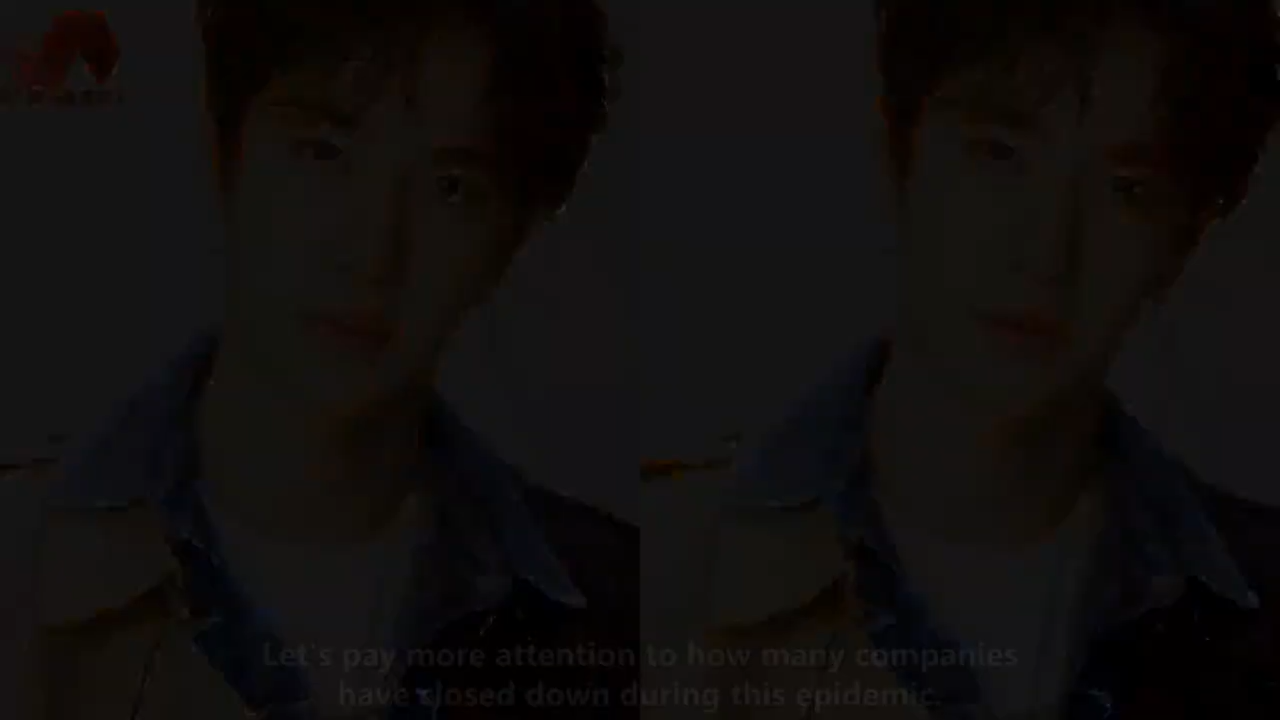 Let's pay more attention to how many companies
have closed down during this epidemic.